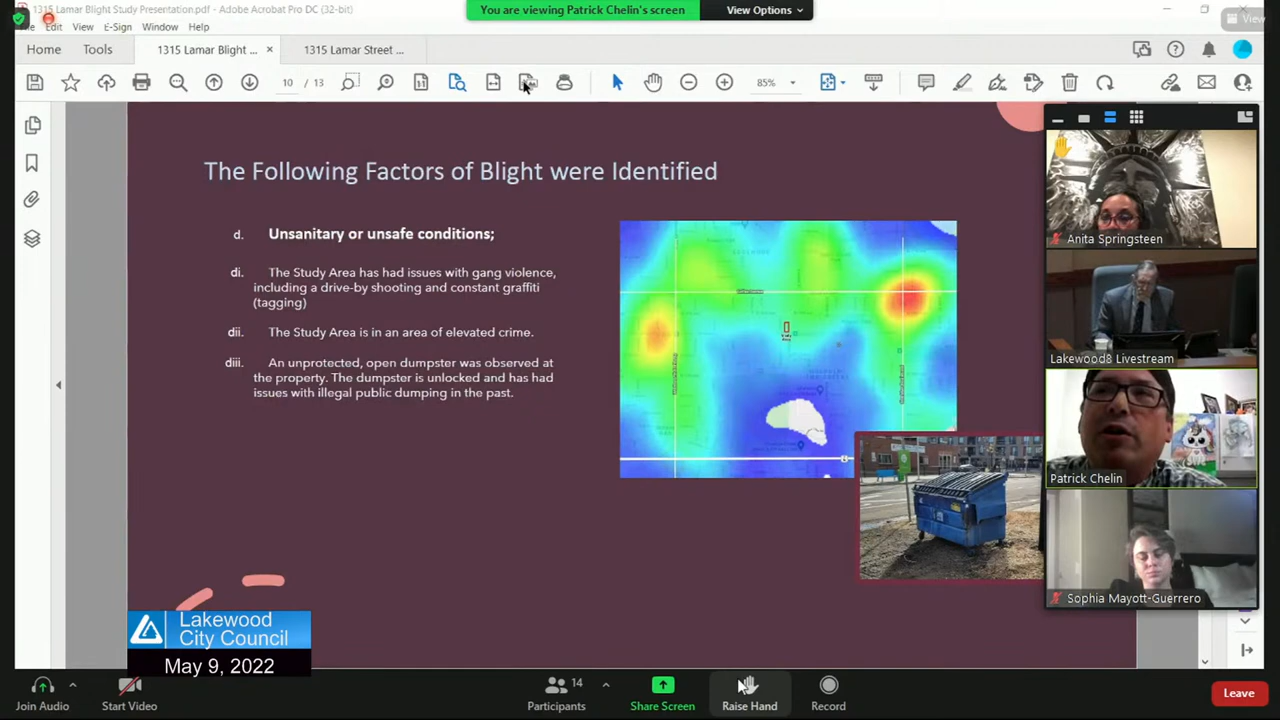 1315 Lamar Blight Study Presentation.pdf - Adobe Acrobat Pro DC (32-bit)
You are viewing Patrick Chelin's screen
View Options
View
Edit View E-Sign Window Help
Home Tools 1315 Lamar Blight ... × 1315 Lamar Street ...
10 / 13
85%
The Following Factors of Blight were Identified
d. Unsanitary or unsafe conditions;
di. The Study Area has had issues with gang violence,
including a drive-by shooting and constant graffiti
(tagging)
dii. The Study Area is in an area of elevated crime.
diii. An unprotected, open dumpster was observed at
the property. The dumpster is unlocked and has had
issues with illegal public dumping in the past.
Anita Springsteen
Lakewood8 Livestream
Patrick Chelin
Sophia Mayott-Guerrero
Lakewood
City Council
May 9, 2022
Join Audio
Start Video
14
Participants
Share Screen
Raise Hand
Record
Leave